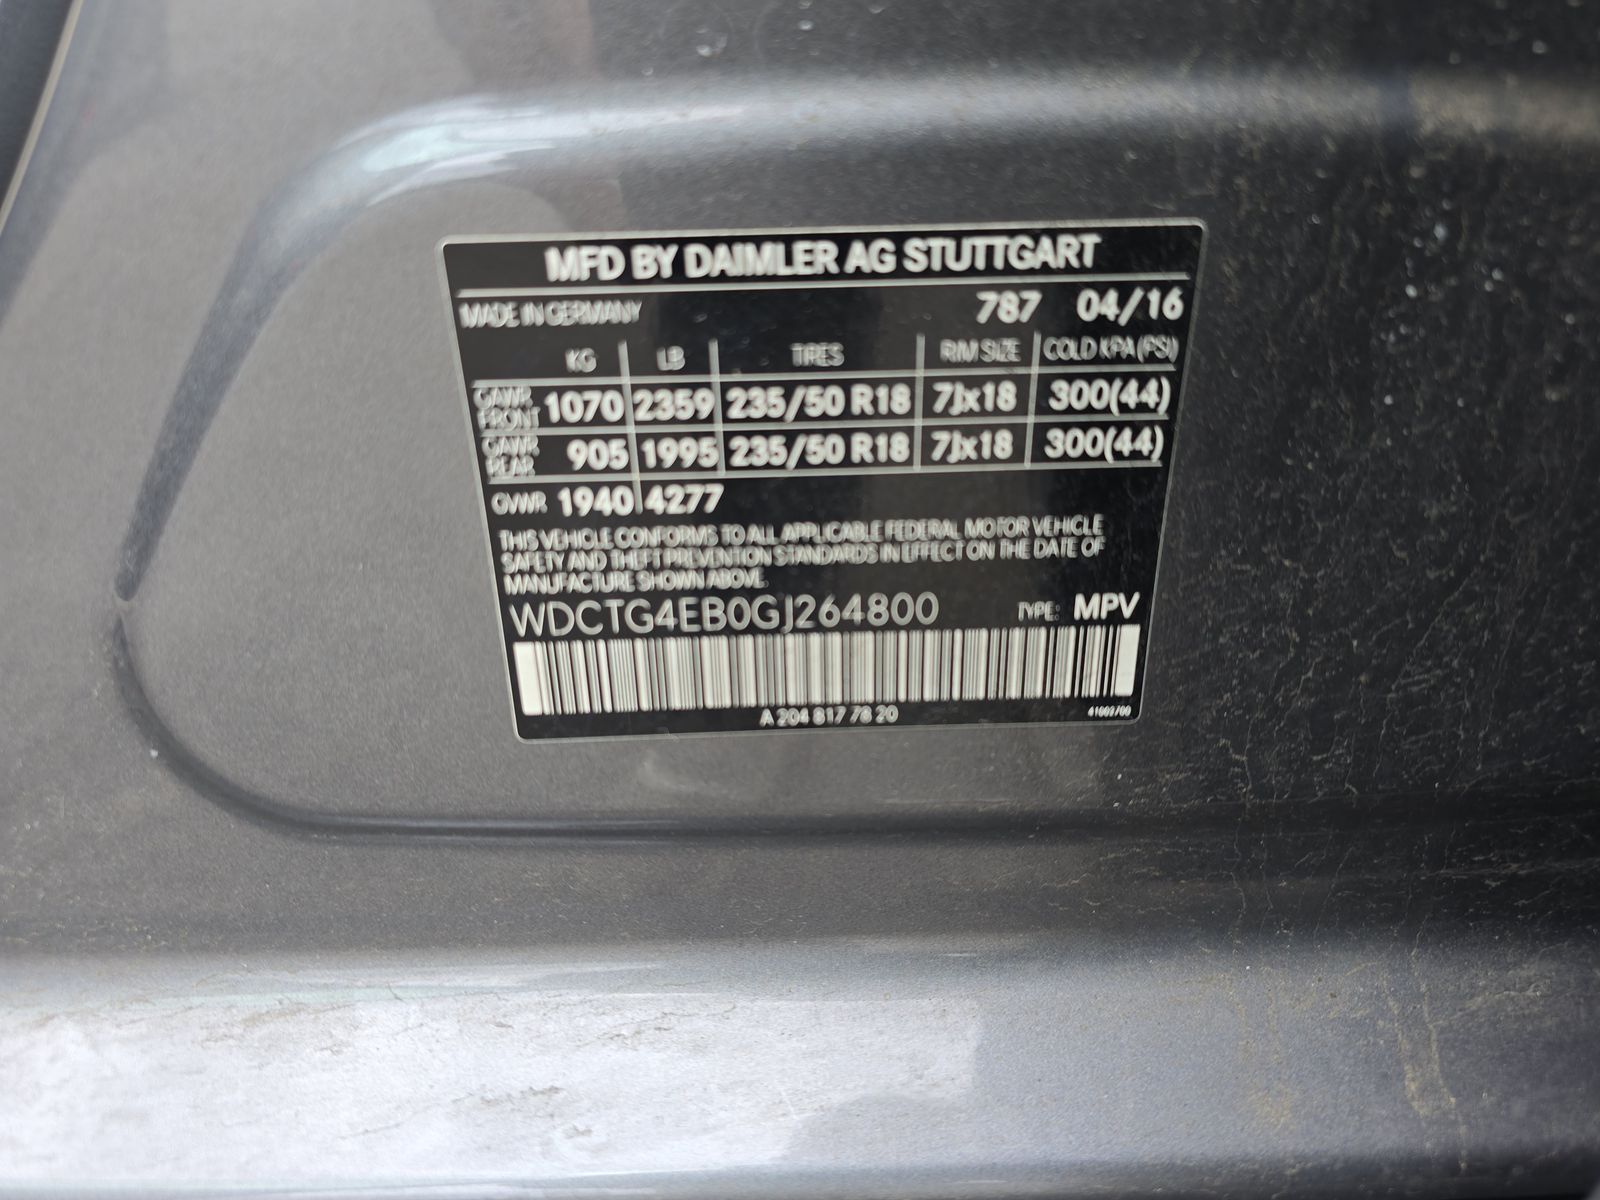 MFD BY DAIMLER AG STUTTGART
MADE IN GERMANY 787 04/16
KG LB TIRES RIM SIZE COLD KPA (PSI)
GAWR FRONT 1070 2359 235/50 R18 7Jx18 300(44)
GAWR REAR 905 1995 235/50 R18 7Jx18 300(44)
GVWR 1940 4277
THIS VEHICLE CONFORMS TO ALL APPLICABLE FEDERAL MOTOR VEHICLE
SAFETY AND THEFT PREVENTION STANDARDS IN EFFECT ON THE DATE OF
MANUFACTURE SHOWN ABOVE.
WDCTG4EB0GJ264800 TYPE: MPV
A 204 817 78 20 41003700